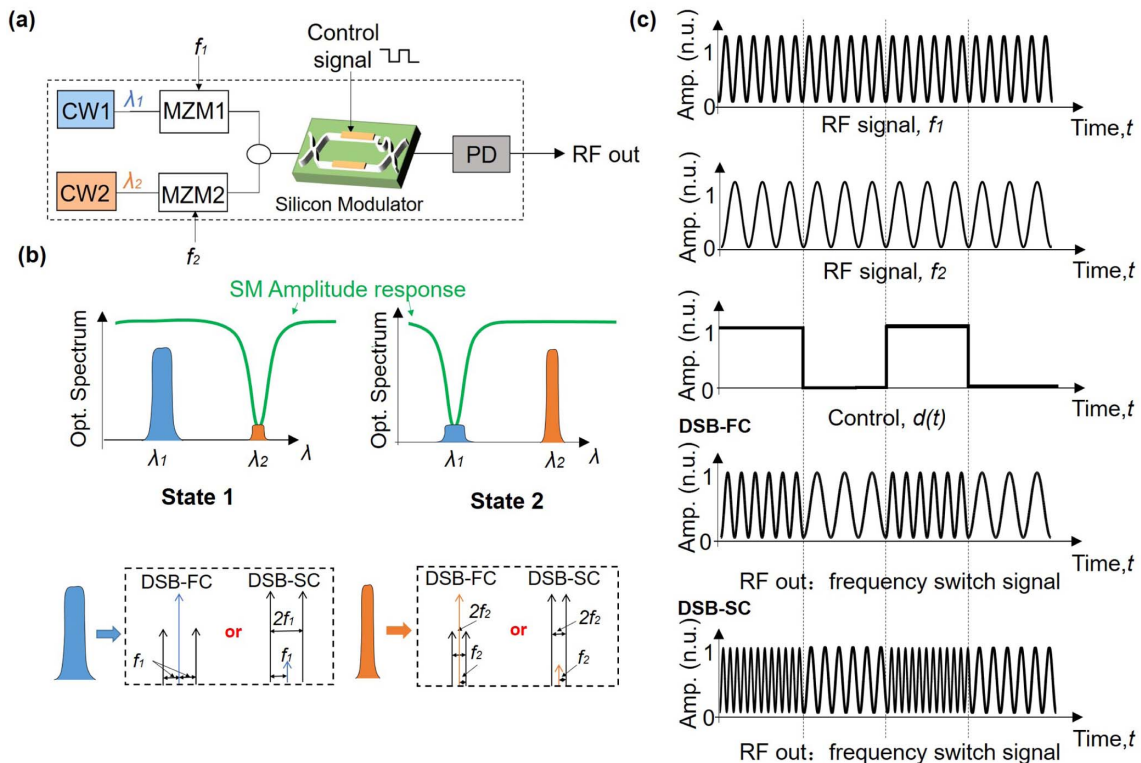 (a)
f1
Control
signal
CW1
λ1
MZM1
CW2
λ2
MZM2
f2
Silicon Modulator
PD
RF out
(b)
SM Amplitude response
Opt. Spectrum
λ1
λ2
λ
State 1
Opt. Spectrum
λ1
λ2
λ
State 2
DSB-FC
or
DSB-SC
f1
2f1
f1
DSB-FC
or
DSB-SC
2f2
f2
2f2
f2
(c)
Amp. (n.u.)
1
0
RF signal, f1
Time,t
Amp. (n.u.)
1
0
RF signal, f2
Time,t
Amp. (n.u.)
1
0
Control, d(t)
Time,t
DSB-FC
Amp. (n.u.)
1
0
Time,t
RF out: frequency switch signal
DSB-SC
Amp. (n.u.)
1
0
Time,t
RF out: frequency switch signal